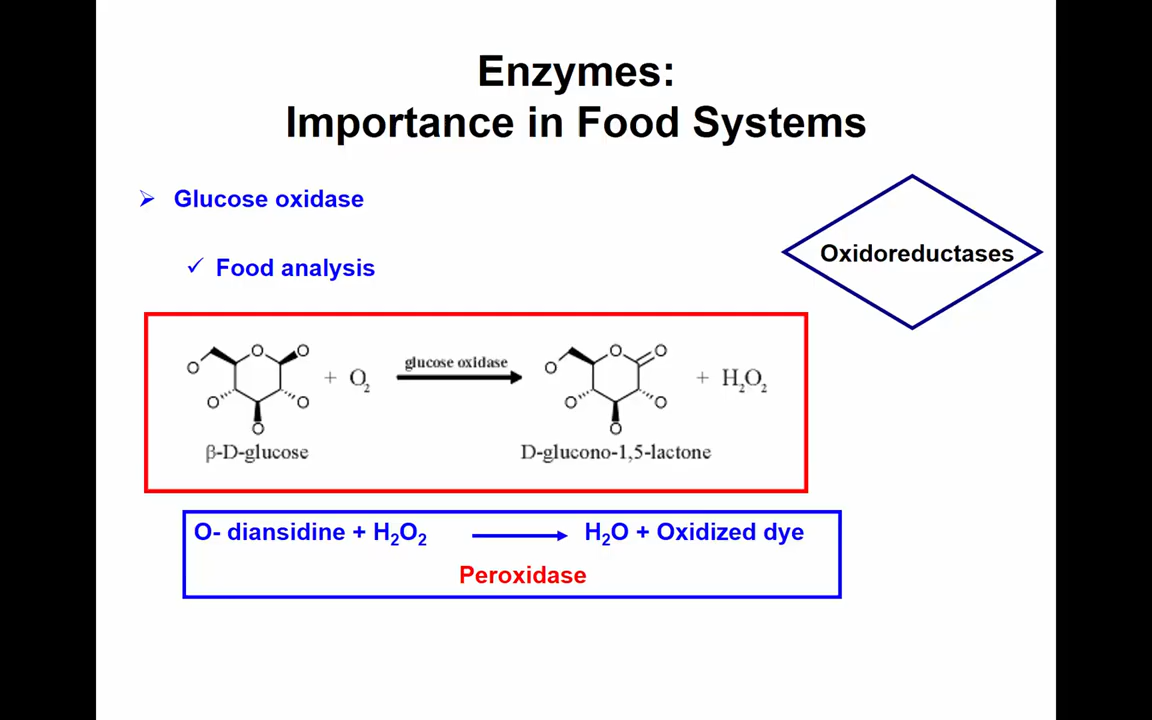 Enzymes:
Importance in Food Systems
➢ Glucose oxidase
Oxidoreductases
✓ Food analysis
O O O O O O + O₂ glucose oxidase O O O O O O + H₂O₂
β-D-glucose D-glucono-1,5-lactone
O- diansidine + H₂O₂ H₂O + Oxidized dye
Peroxidase